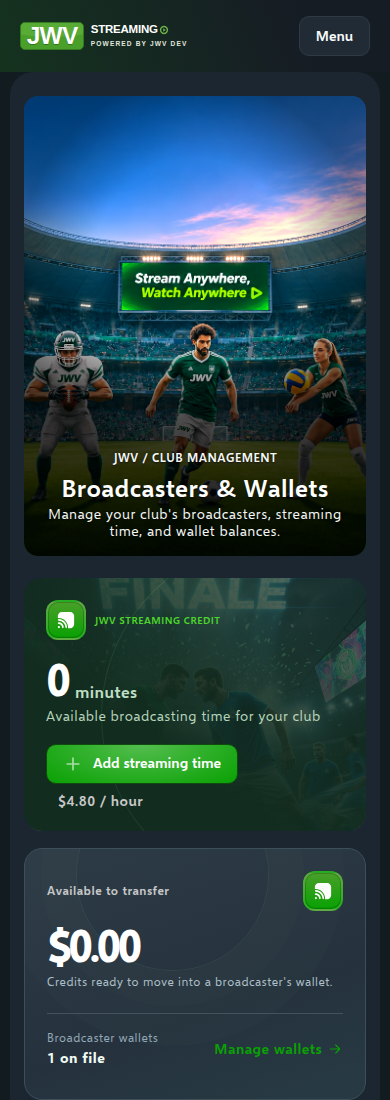 JWV STREAMING
POWERED BY JWV DEV
Menu
Stream Anywhere,
Watch Anywhere
JWV
JWV
JWV
JWV / CLUB MANAGEMENT
Broadcasters & Wallets
Manage your club's broadcasters, streaming
time, and wallet balances.
FINALE
JWV STREAMING CREDIT
0 minutes
Available broadcasting time for your club
+ Add streaming time
$4.80 / hour
Available to transfer
$0.00
Credits ready to move into a broadcaster's wallet.
Broadcaster wallets
1 on file
Manage wallets →